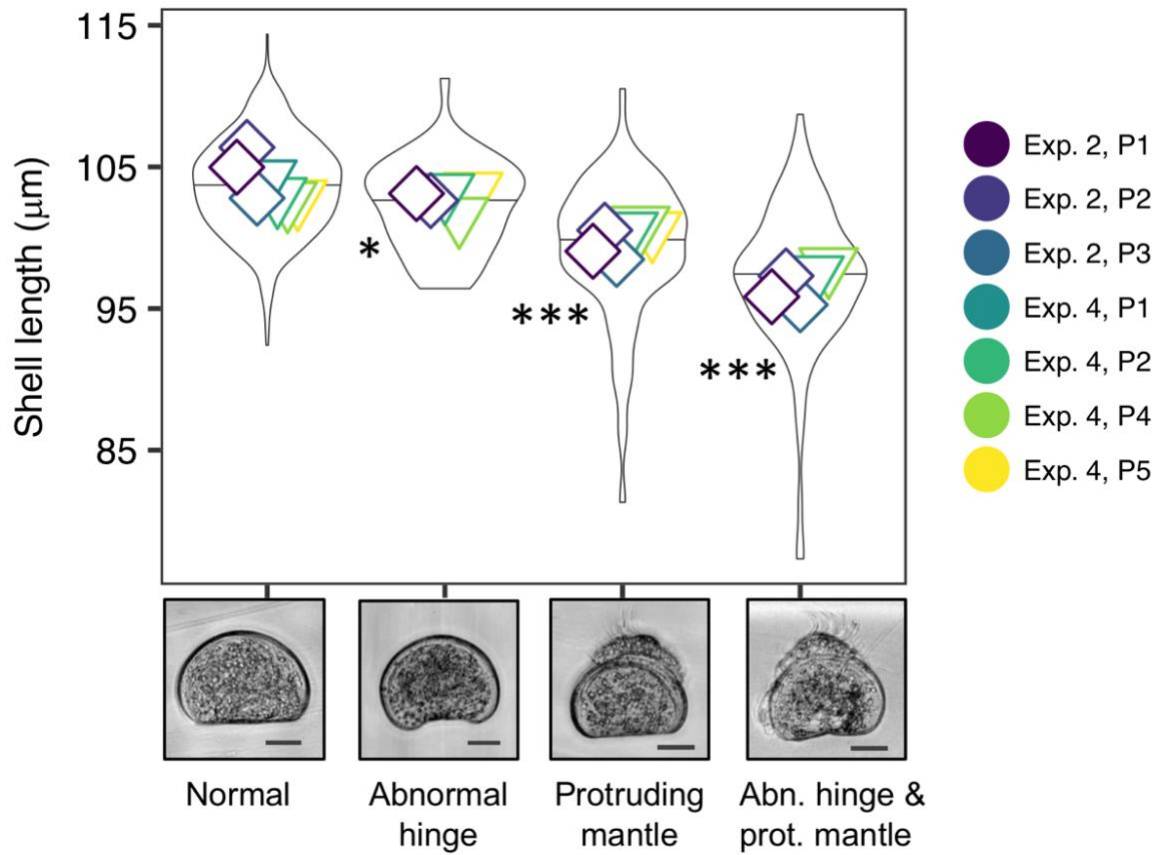 115
105
95
85
Shell length (μm)
*
***
***
Exp. 2, P1
Exp. 2, P2
Exp. 2, P3
Exp. 4, P1
Exp. 4, P2
Exp. 4, P4
Exp. 4, P5
Normal
Abnormal
hinge
Protruding
mantle
Abn. hinge &
prot. mantle